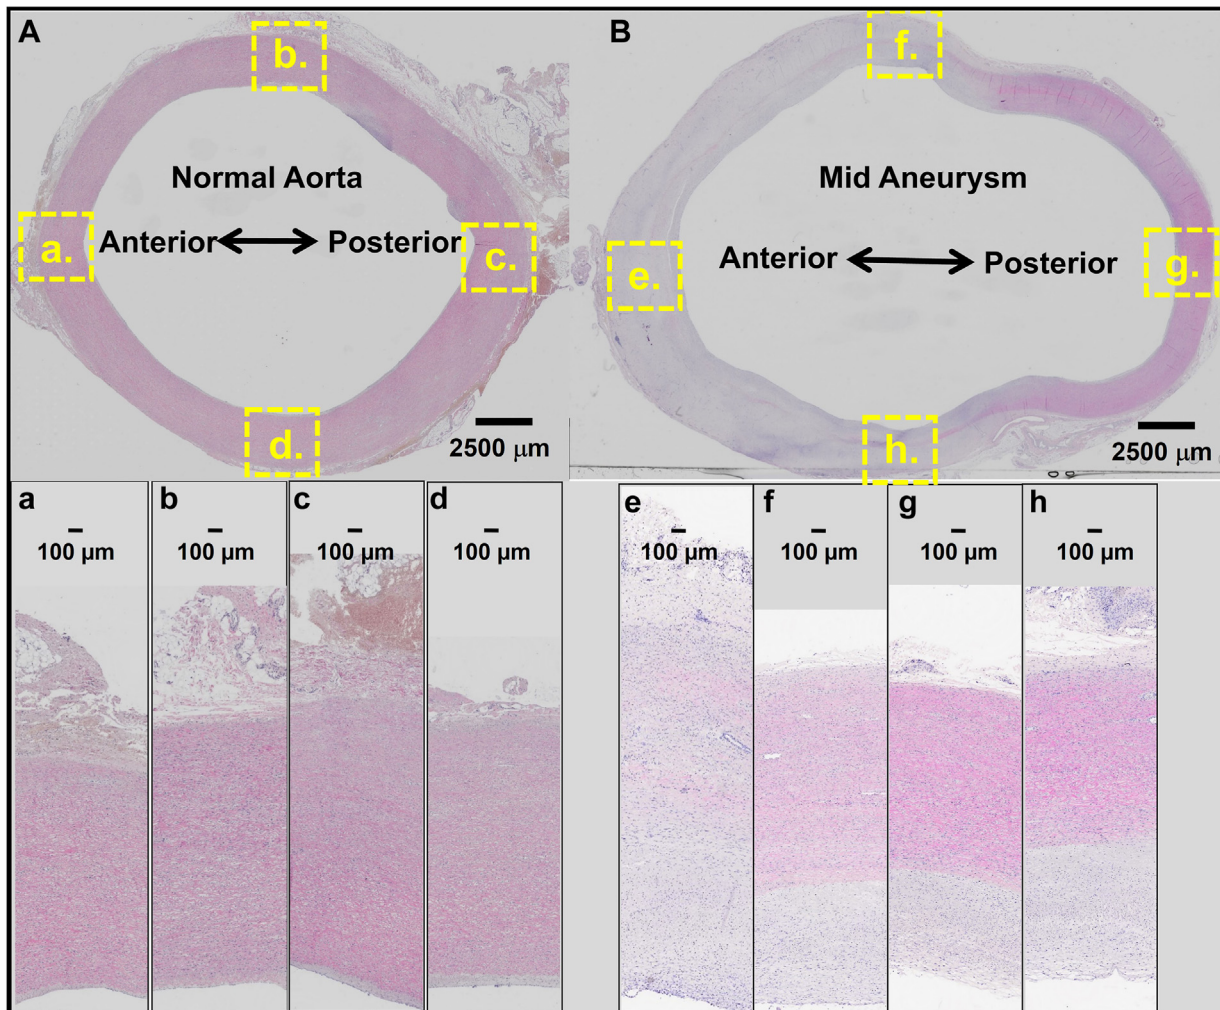 A
B
b.
f.
Normal Aorta
Mid Aneurysm
a.
Anterior
Posterior
c.
e.
Anterior
Posterior
g.
d.
2500 μm
h.
2500 μm
a
b
c
d
e
f
g
h
100 µm
100 µm
100 µm
100 µm
100 µm
100 µm
100 µm
100 µm